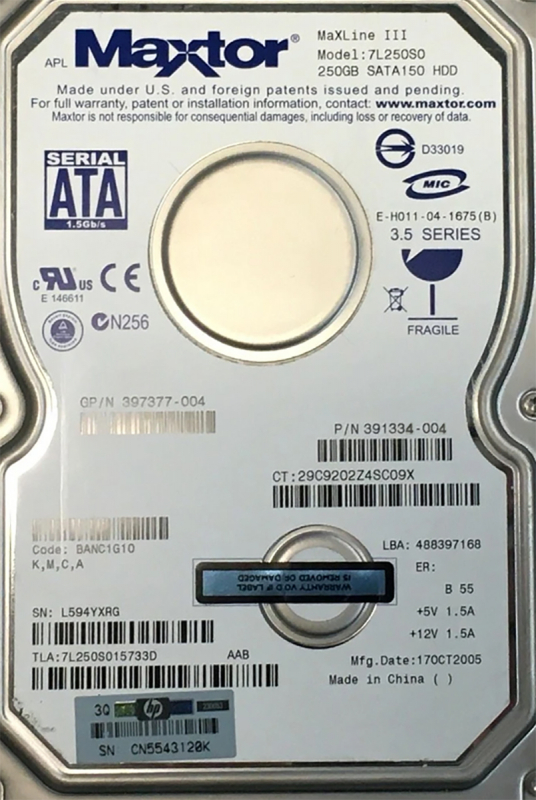 APL Maxtor®
MaXLine III
Model:7L250S0
250GB SATA150 HDD
Made under U.S. and foreign patents issued and pending.
For full warranty, patent or installation information, contact: www.maxtor.com
Maxtor is not responsible for consequential damages, including loss or recovery of data.
SERIAL
ATA
1.5Gb/s
D33019
MIC
E-H011-04-1675(B)
3.5 SERIES
C UR US CE
E 146611
N256
FRAGILE
GP/N 397377-004
P/N 391334-004
CT:29C9202Z4SC09X
Code: BANC1G10
K,M,C,A
LBA: 488397168
ER:
B 55
+5V 1.5A
+12V 1.5A
WARRANTY VOID IF LABEL
IS REMOVED OR DAMAGED
SN: L594YXRG
TLA:7L250S015733D AAB
Mfg.Date:17OCT2005
Made in China ( )
3Q hp
SN CN5543120K